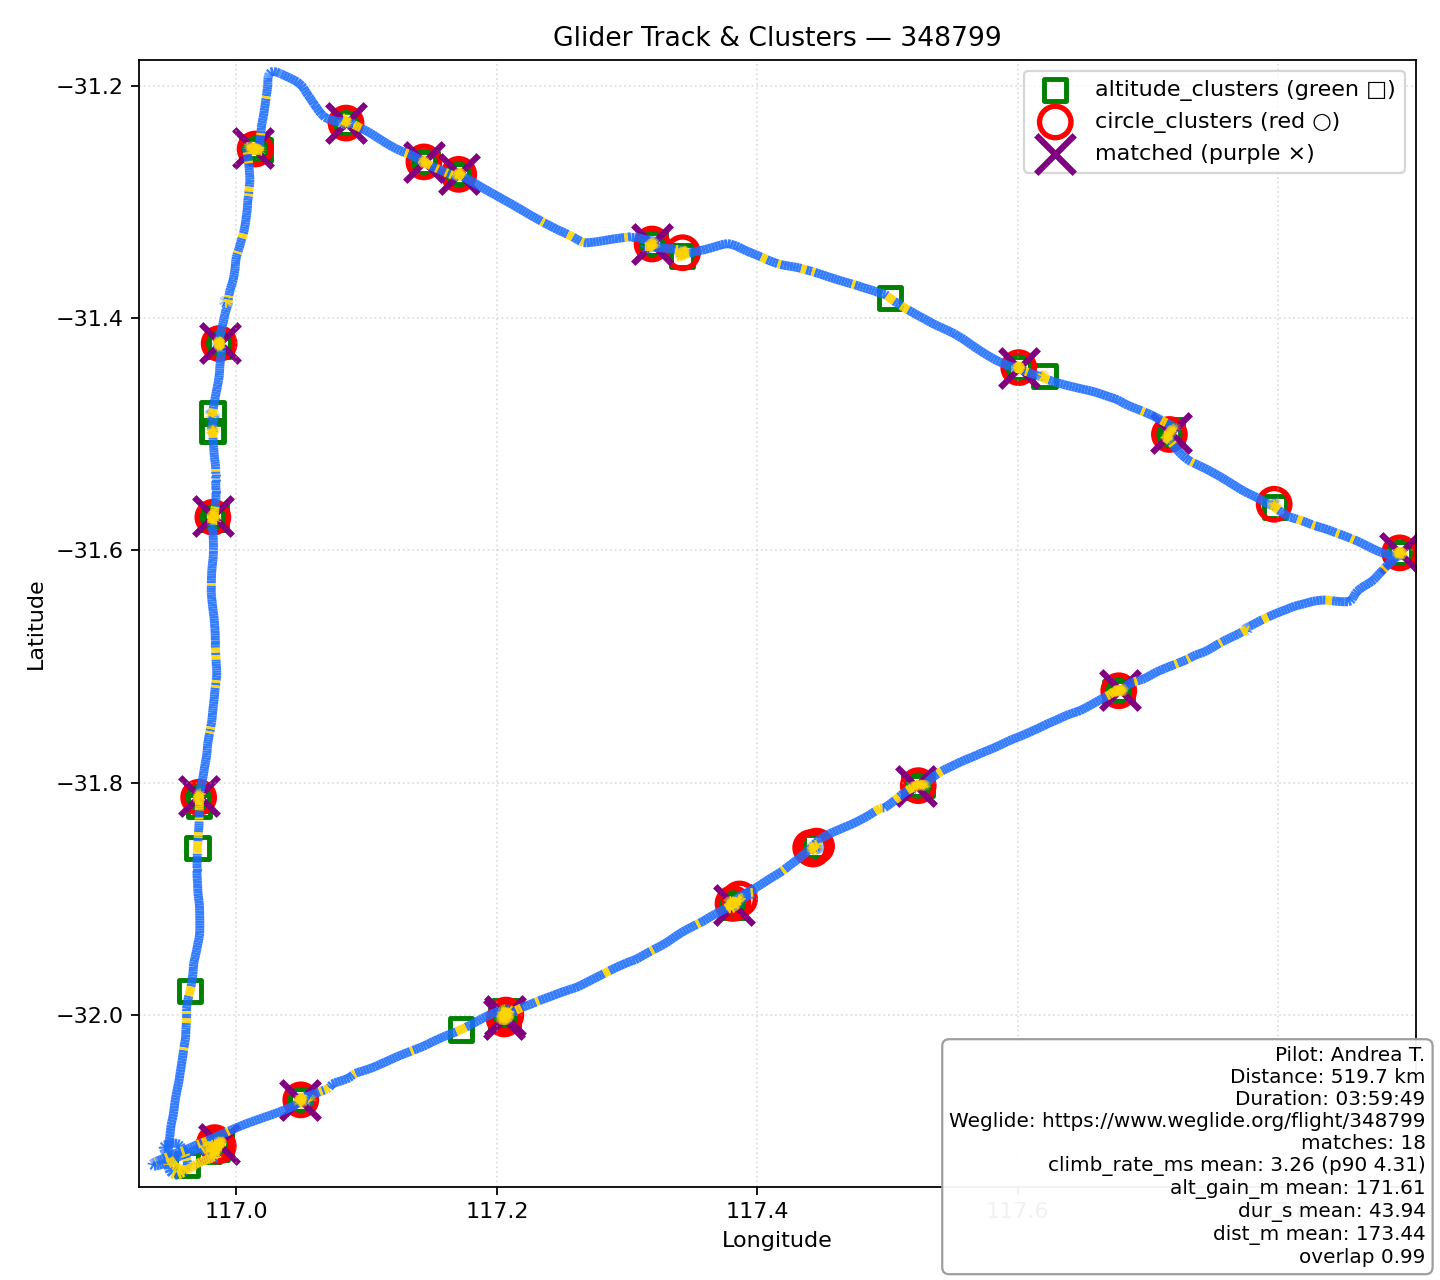 Glider Track & Clusters — 348799
altitude_clusters (green □)
circle_clusters (red ○)
matched (purple ×)
−31.2
−31.4
−31.6
−31.8
−32.0
Latitude
117.0
117.2
117.4
117.6
Longitude
Pilot: Andrea T.
Distance: 519.7 km
Duration: 03:59:49
Weglide: https://www.weglide.org/flight/348799
matches: 18
climb_rate_ms mean: 3.26 (p90 4.31)
alt_gain_m mean: 171.61
dur_s mean: 43.94
dist_m mean: 173.44
overlap 0.99